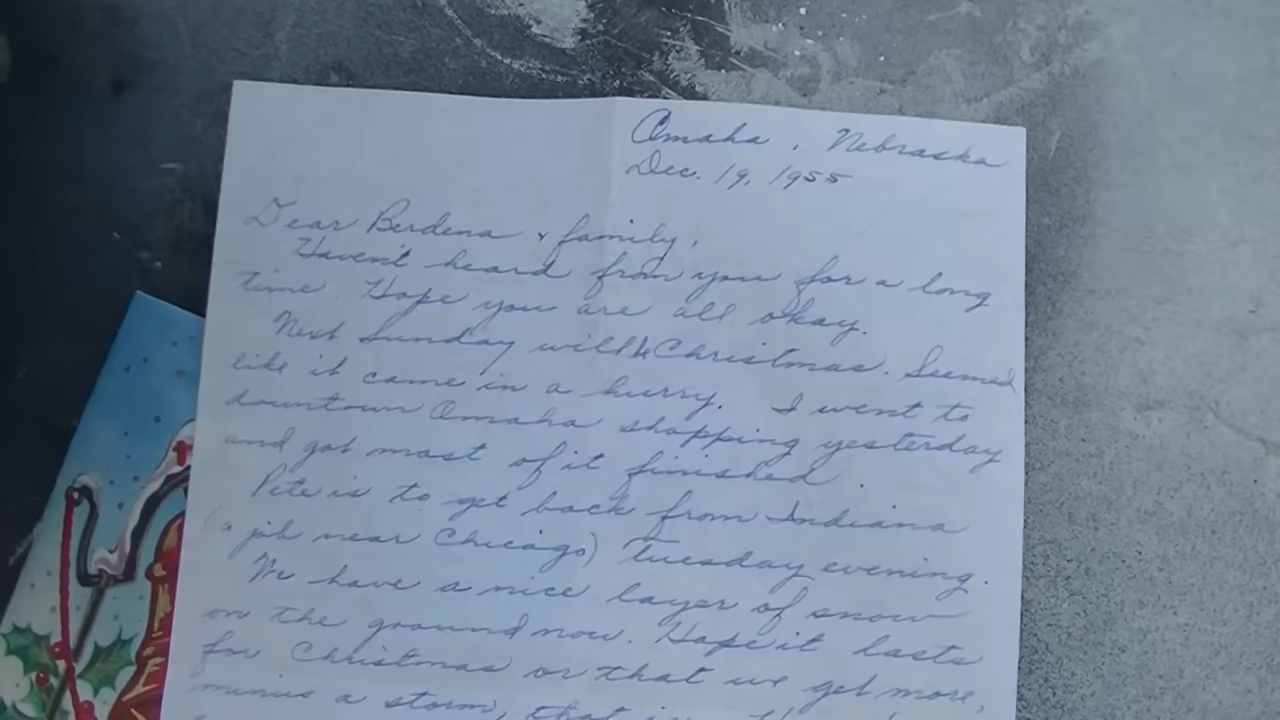 Omaha, Nebraska
Dec. 19, 1955
Dear Berdena & family,
Haven't heard from you for a long
time. Hope you are all okay.
Next Sunday will be Christmas. Seemed
like it came in a hurry. I went to
downtown Omaha shopping yesterday
and got most of it finished.
Pete is to get back from Indiana
(a job near Chicago) Tuesday evening.
We have a nice layer of snow
on the ground now. Hope it lasts
for Christmas or that we get more,
minus a storm, that is.